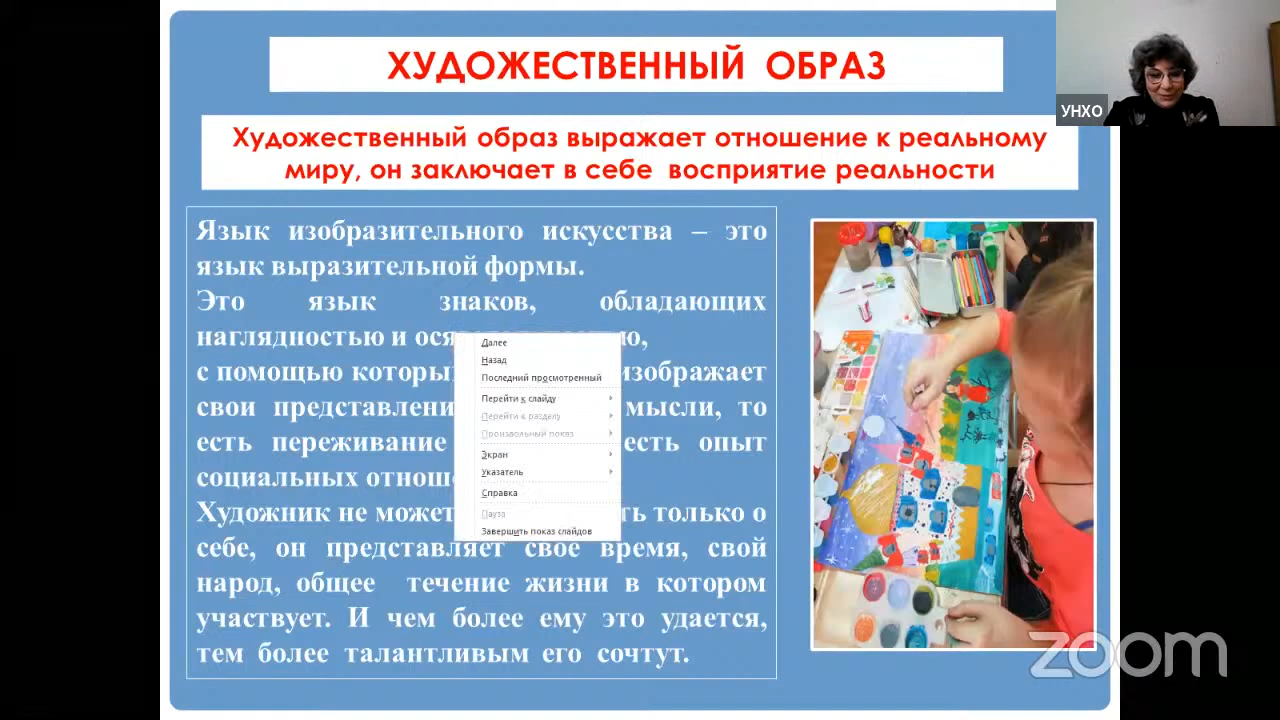 ХУДОЖЕСТВЕННЫЙ ОБРАЗ
УНХО
Художественный образ выражает отношение к реальному
миру, он заключает в себе восприятие реальности
Язык изобразительного искусства – это
язык выразительной формы.
Это язык знаков, обладающих
наглядностью и
с помощью изображает
свои мысли, то
есть переживание есть опыт
социальных
Художник не может только о
себе, он представляет свое время, свой
народ, общее течение жизни в котором
участвует. И чем более ему это удается,
тем более талантливым его сочтут.
Далее
Назад
Последний просмотренный
Перейти к слайду
Перейти к разделу
Произвольный показ
Экран
Указатель
Справка
Пауза
Завершить показ слайдов
zoom